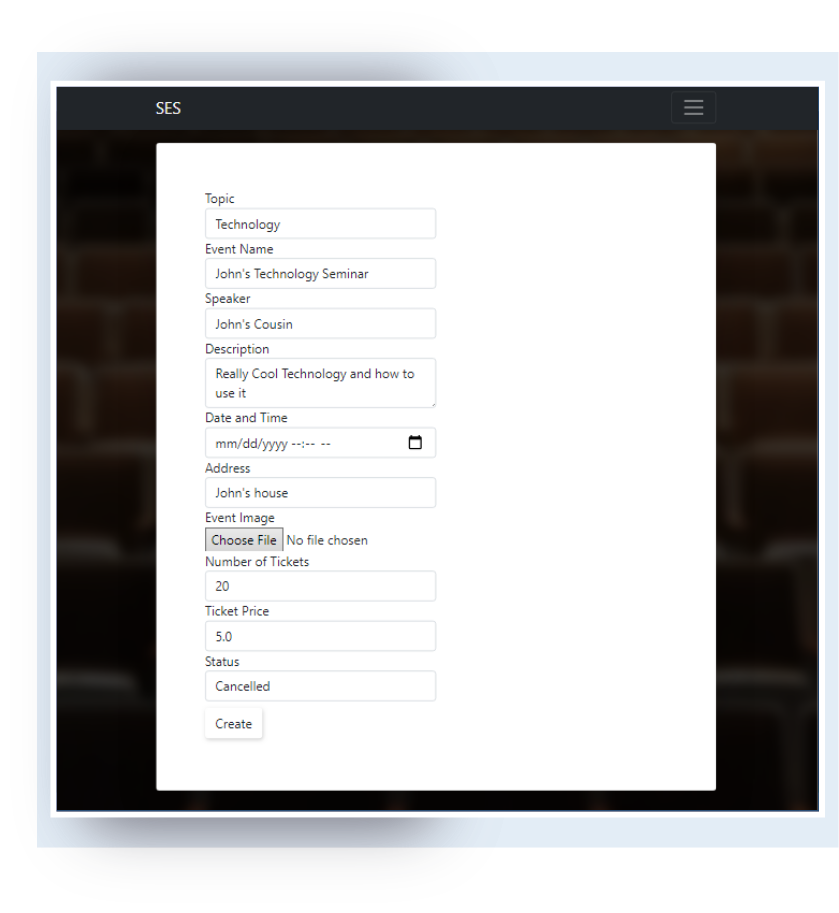 SES
Topic
Technology
Event Name
John's Technology Seminar
Speaker
John's Cousin
Description
Really Cool Technology and how to
use it
Date and Time
mm/dd/yyyy --:-- --
Address
John's house
Event Image
Choose File No file chosen
Number of Tickets
20
Ticket Price
5.0
Status
Cancelled
Create